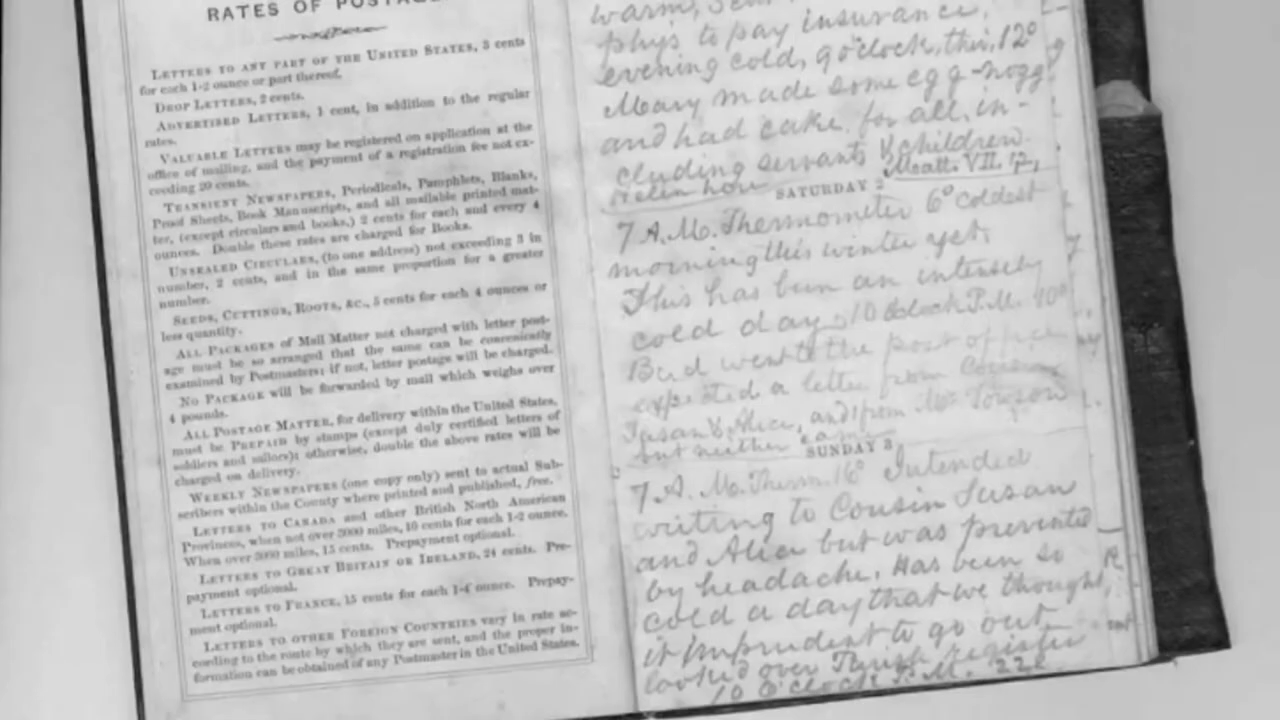 RATES OF POSTAGE
LETTERS TO ANY PART OF THE UNITED STATES, 3 cents
for each 1-2 ounce or part thereof.
DROP LETTERS, 2 cents.
ADVERTISED LETTERS, 1 cent, in addition to the regular
rates.
VALUABLE LETTERS may be registered on application at the
office of mailing, and the payment of a registration fee not ex-
ceeding 20 cents.
TRANSIENT NEWSPAPERS, Periodicals, Pamphlets, Blanks,
Proof Sheets, Book Manuscripts, and all mailable printed mat-
ter, (except circulars and books,) 2 cents for each and every 4
ounces. Double these rates are charged for Books.
UNSEALED CIRCULARS, (to one address) not exceeding 3 in
number, 2 cents, and in the same proportion for a greater
number.
SEEDS, CUTTINGS, ROOTS, &C., 5 cents for each 4 ounces or
less quantity.
ALL PACKAGES of Mail Matter not charged with letter post-
age must be so arranged that the same can be conveniently
examined by Postmasters; if not, letter postage will be charged.
NO PACKAGE will be forwarded by mail which weighs over
4 pounds.
ALL POSTAGE MATTER, for delivery within the United States,
must be PREPAID by stamps (except duly certified letters of
soldiers and sailors); otherwise, double the above rates will be
charged on delivery.
WEEKLY NEWSPAPERS (one copy only) sent to actual Sub-
scribers within the County where printed and published, free.
LETTERS TO CANADA and other British North American
Provinces, when not over 3000 miles, 10 cents for each 1-2 ounce.
When over 3000 miles, 15 cents. Prepayment optional.
LETTERS TO GREAT BRITAIN OR IRELAND, 24 cents. Pre-
payment optional.
LETTERS TO FRANCE, 15 cents for each 1-4 ounce. Prepay-
ment optional.
LETTERS TO OTHER FOREIGN COUNTRIES vary in rate ac-
cording to the route by which they are sent, and the proper in-
formation can be obtained of any Postmaster in the United States.
warm, Sent
phys to pay insurance,
evening cold, 9 o'clock, thr, 12°
Mary made some egg-nogg
and had cake for all, in-
cluding servants & children
Matt. VII. 12,
SATURDAY 2
7 A.M. Thermometer 6° coldest
morning this winter yet,
This has been an intensely
cold day, 10 o'clock P.M. 10°
Bud went to the post office
expected a letter from Cousin
Susan & Alice, and from Mr Towson
but neither came
SUNDAY 3
7 A. M. Therm. 16° Intended
writing to Cousin Susan
and Alice but was prevented
by headache. Has been so
cold a day that we thought
it imprudent to go out,
looked over Parish register
10 O'clock P.M. 22°